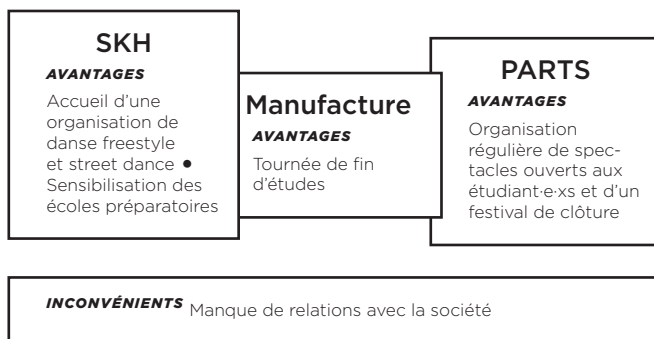 SKH
AVANTAGES
Accueil d'une
organisation de
danse freestyle
et street dance •
Sensibilisation des
écoles préparatoires
Manufacture
AVANTAGES
Tournée de fin
d'études
PARTS
AVANTAGES
Organisation
régulière de spec-
tacles ouverts aux
étudiant·e·xs et d'un
festival de clôture
INCONVÉNIENTS Manque de relations avec la société